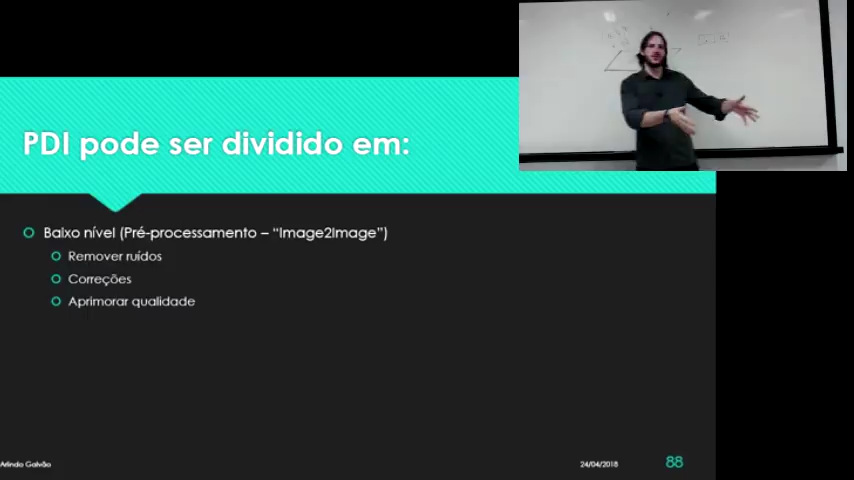 PDI pode ser dividido em:
Baixo nível (Pré-processamento – “Image2Image”)
Remover ruídos
Correções
Aprimorar qualidade
Arlindo Galvão
24/04/2018
88